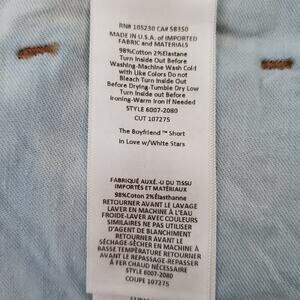 RN# 105230 CA# 58350
MADE IN U.S.A. of IMPORTED
FABRIC and MATERIALS
98%Cotton 2%Elastane
Turn Inside Out Before
Washing-Machine Wash Cold
with Like Colors Do not
Bleach Turn Inside Out
Before Drying-Tumble Dry Low
Turn Inside Out Before
Ironing-Warm Iron if Needed
STYLE 6007-2080
CUT 107275
The Boyfriend ™ Short
In Love w/White Stars
FABRIQUÉ AUXÉ.-U DU TISSU
IMPORTÉS ET MATÉRIAUX
98%Coton 2%Élasthanne
RETOURNER AVANT LE LAVAGE
LAVER EN MACHINE À L'EAU
FROIDE-LAVER AVEC COULEURS
SIMILAIRES NE PAS UTILISER
D'AGENT DE BLANCHIMENT
RETOURNER AVANT LE
SÉCHAGE-SÉCHER EN MACHINE À
BASSE TEMPÉRATURE RETOURNER
AVANT LE REPASSAGE-REPASSER
À FER CHAUD NÉCESSAIRE
STYLE 6007-2080
COUPE 107275